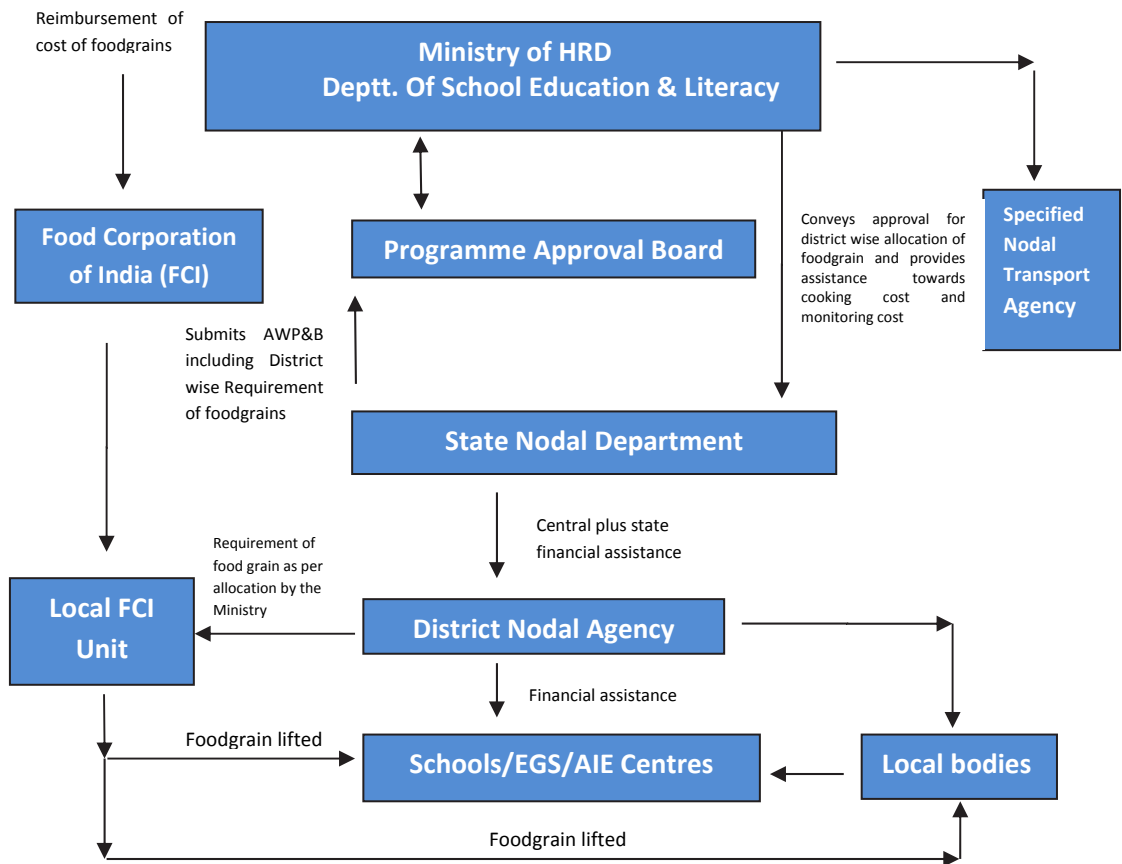 Reimbursement of
cost of foodgrains
Ministry of HRD
Deptt. Of School Education & Literacy
Food Corporation
of India (FCI)
Programme Approval Board
Conveys approval for
district wise allocation of
foodgrain and provides
assistance towards
cooking cost and
monitoring cost
Specified
Nodal
Transport
Agency
Submits AWP&B
including District
wise Requirement
of foodgrains
State Nodal Department
Central plus state
financial assistance
Requirement of
food grain as per
allocation by the
Ministry
Local FCI
Unit
District Nodal Agency
Financial assistance
Foodgrain lifted
Schools/EGS/AIE Centres
Local bodies
Foodgrain lifted